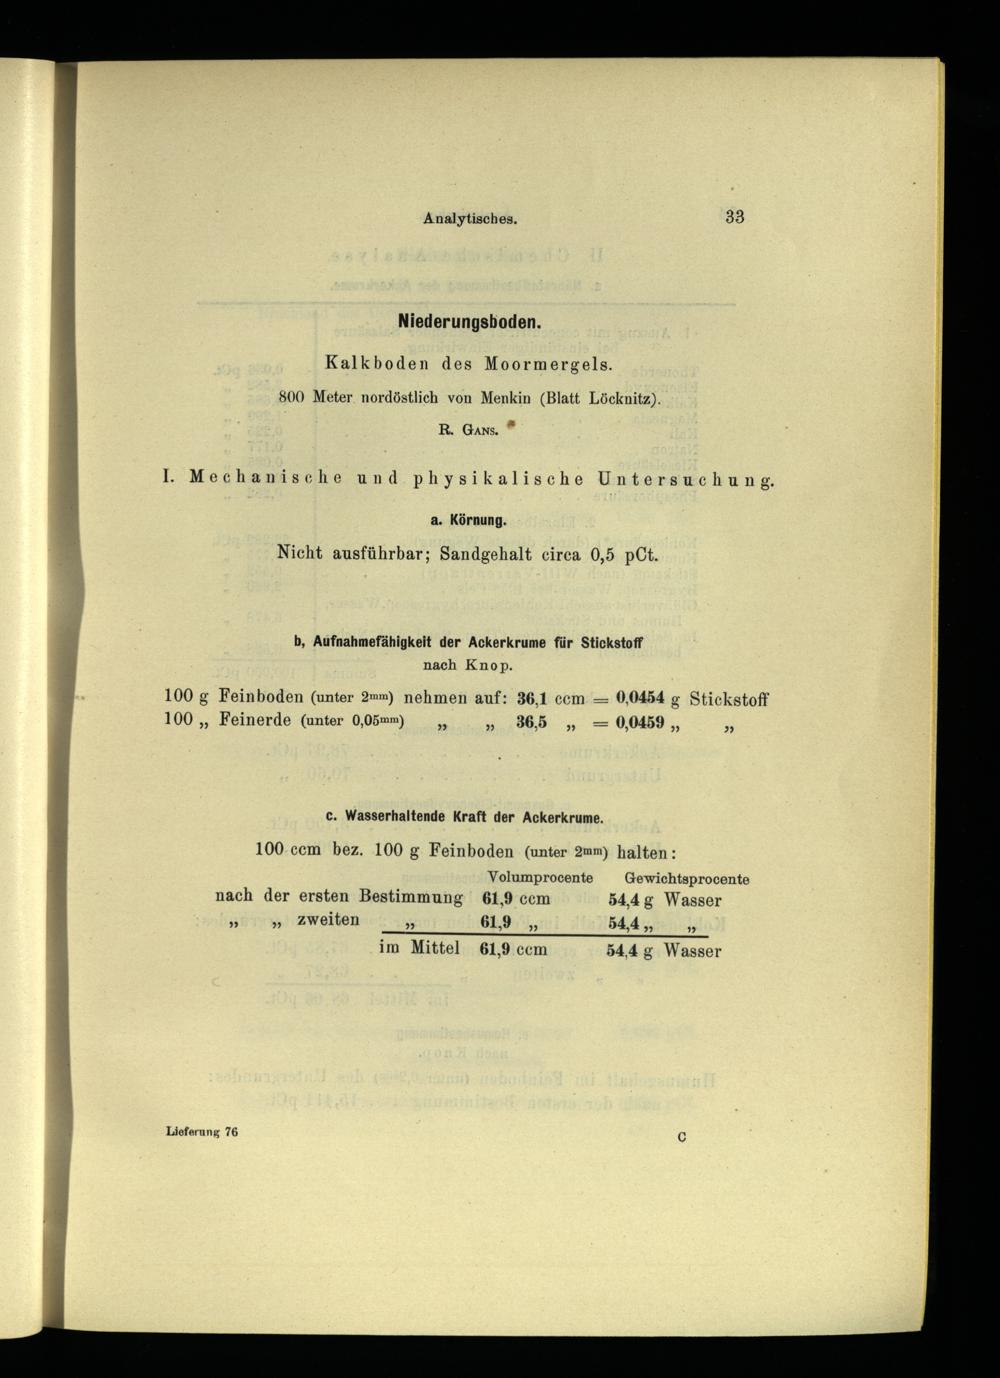 Analytisches. 33
Niederungsboden.
Kalkboden des Moormergels.
800 Meter nordöstlich von Menkin (Blatt Löcknitz).
R. GANS.
I. Mechanische und physikalische Untersuchung.
a. Körnung.
Nicht ausführbar; Sandgehalt circa 0,5 pCt.
b, Aufnahmefähigkeit der Ackerkrume für Stickstoff
nach Knop.
100 g Feinboden (unter 2mm) nehmen auf: 36,1 ccm = 0,0454 g Stickstoff
100 „ Feinerde (unter 0,05mm) „ „ 36,5 „ = 0,0459 „ „
c. Wasserhaltende Kraft der Ackerkrume.
100 ccm bez. 100 g Feinboden (unter 2mm) halten:
Volumprocente Gewichtsprocente
nach der ersten Bestimmung 61,9 ccm 54,4 g Wasser
„ „ zweiten „ 61,9 „ 54,4 „ „
im Mittel 61,9 ccm 54,4 g Wasser
Lieferung 76 C